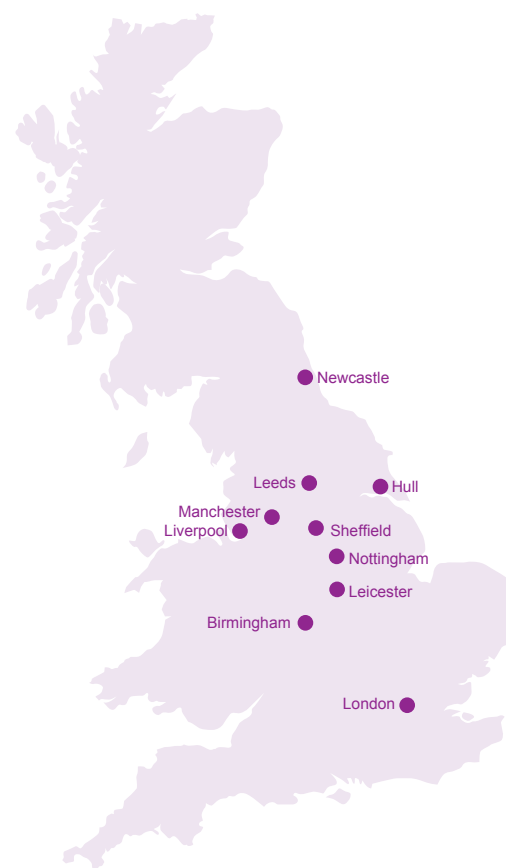 Newcastle
Leeds
Hull
Manchester
Liverpool
Sheffield
Nottingham
Leicester
Birmingham
London